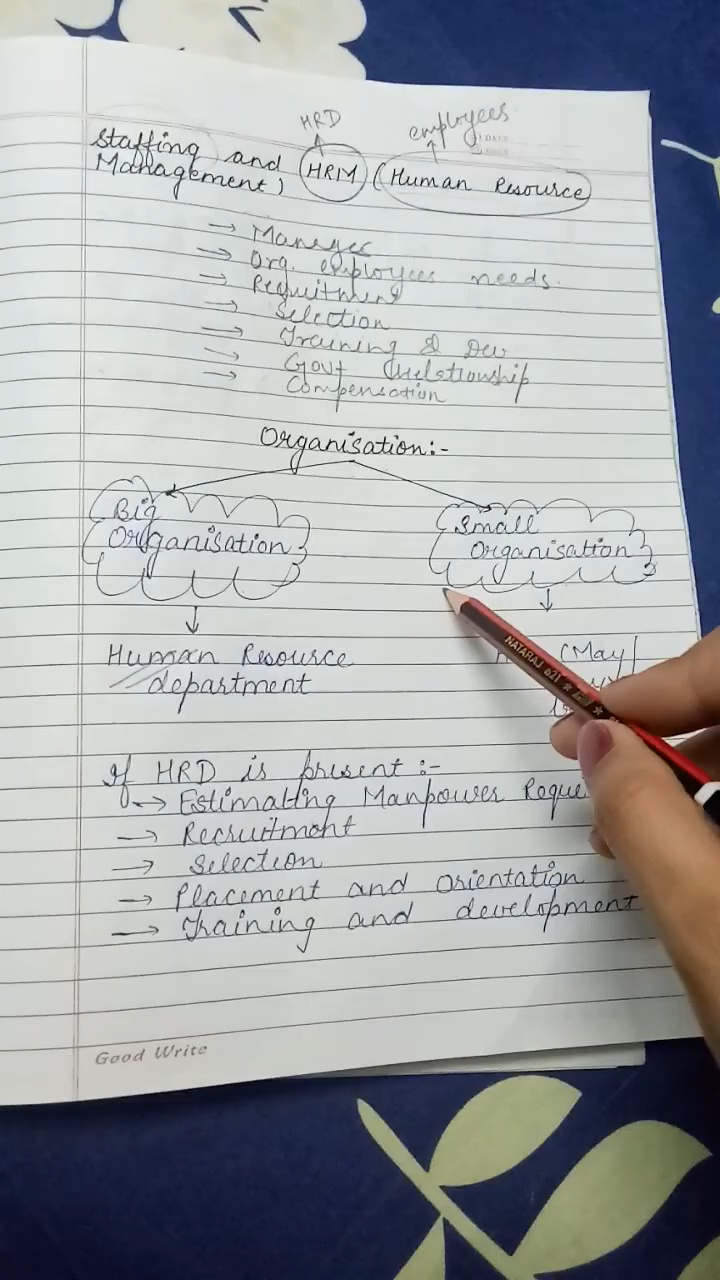 HRD
employees
DATE
Staffing and HRM (Human Resource
Management)
→ Manages
→ Org. employees needs.
→ Requitment
→ Selection
→ Training & Dev
→ Govt relationship
→ Compensation
Organisation:-
Big
Organisation
Small
Organisation
Human Resource
department
(May/
NATARAJ 621
If HRD is present :-
→ Estimating Manpower Reque
→ Recruitment
→ Selection
→ Placement and Orientation
→ Training and development
Good Write